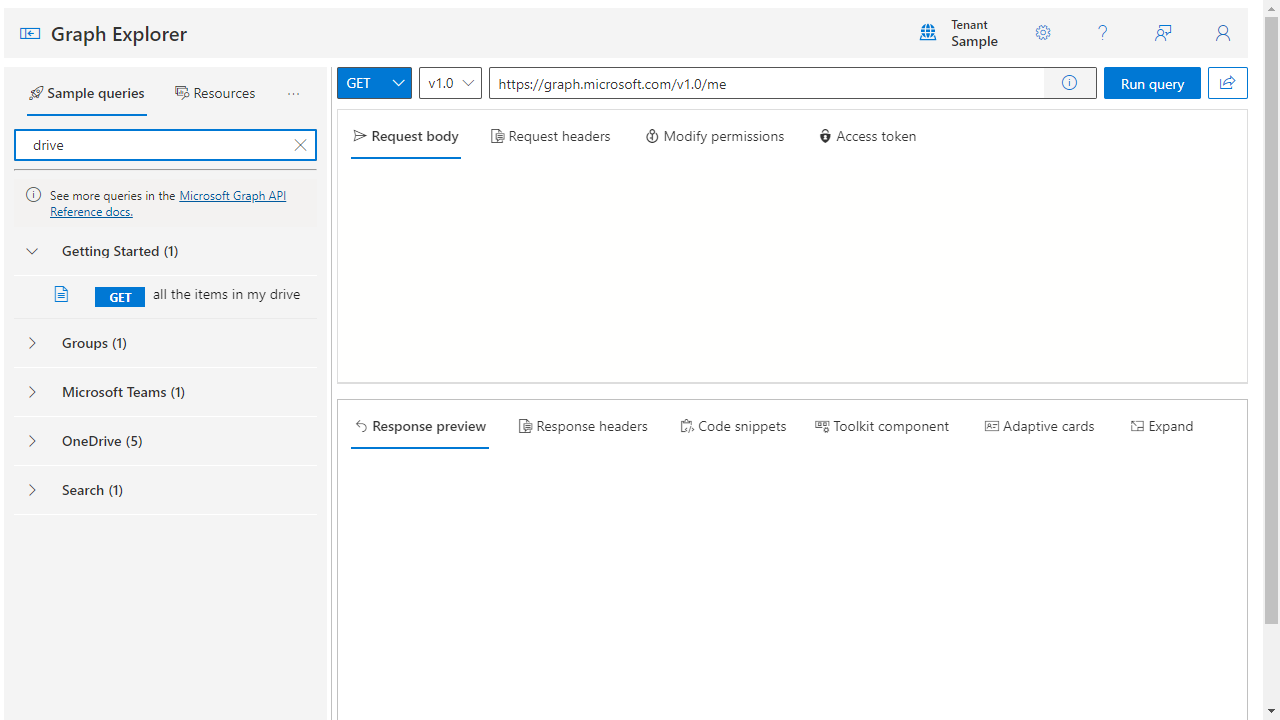 Graph Explorer
Tenant
Sample
Sample queries
Resources
drive
See more queries in the Microsoft Graph API
Reference docs.
Getting Started (1)
GET all the items in my drive
Groups (1)
Microsoft Teams (1)
OneDrive (5)
Search (1)
GET
v1.0
https://graph.microsoft.com/v1.0/me
Run query
Request body
Request headers
Modify permissions
Access token
Response preview
Response headers
Code snippets
Toolkit component
Adaptive cards
Expand